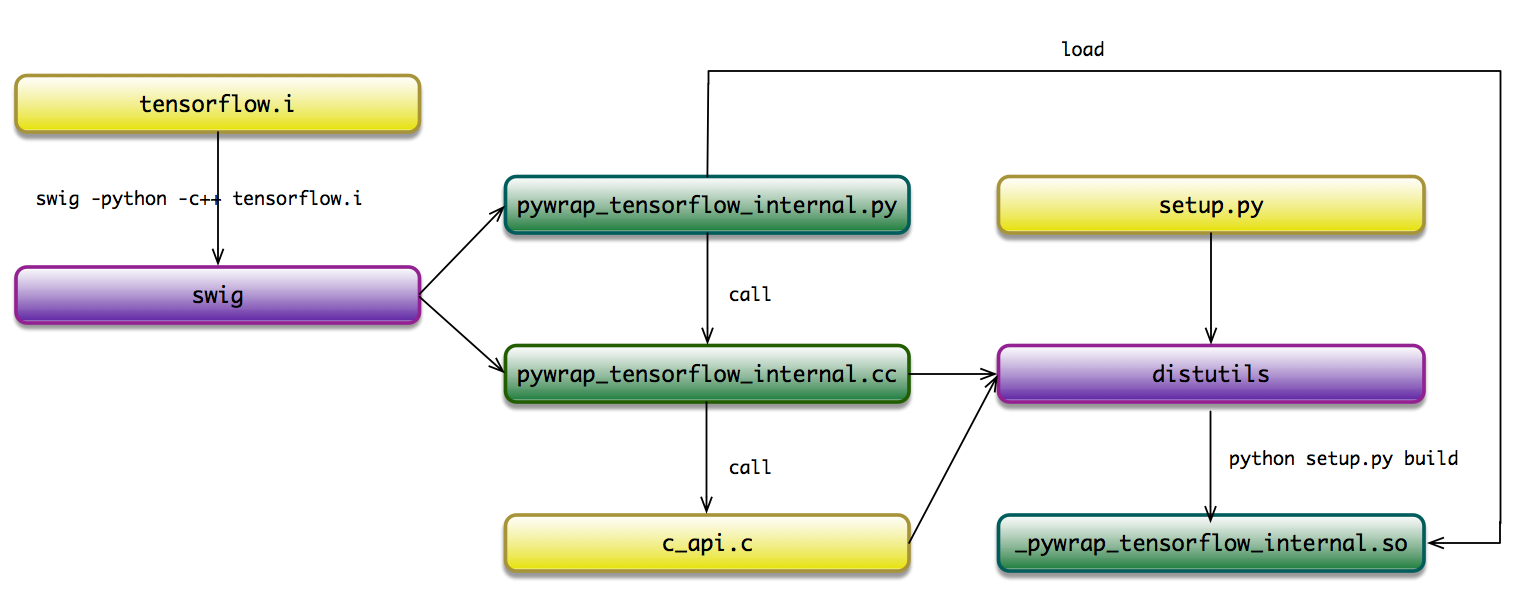 load
tensorflow.i
swig -python -c++ tensorflow.i
pywrap_tensorflow_internal.py
setup.py
swig
call
pywrap_tensorflow_internal.cc
distutils
call
python setup.py build
c_api.c
_pywrap_tensorflow_internal.so